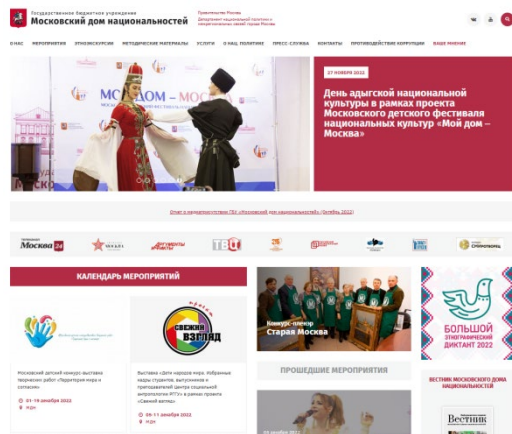 Государственное бюджетное учреждение
Московский дом национальностей
Правительство Москвы
Департамент национальной политики и
межрегиональных связей города Москвы
О НАС МЕРОПРИЯТИЯ ЭТНОЭКСКУРСИИ МЕТОДИЧЕСКИЕ МАТЕРИАЛЫ УСЛУГИ О НАЦ. ПОЛИТИКЕ ПРЕСС-СЛУЖБА КОНТАКТЫ ПРОТИВОДЕЙСТВИЕ КОРРУПЦИИ ВАШЕ МНЕНИЕ
27 НОЯБРЯ 2022
День адыгской национальной
культуры в рамках проекта
Московского детского фестиваля
национальных культур «Мой дом –
Москва»
Отчет о медиаприсутствии ГБУ «Московский дом национальностей» (Октябрь 2022)
Москва 24
АРГУМЕНТЫ И ФАКТЫ
КАЛЕНДАРЬ МЕРОПРИЯТИЙ
СВЕЖИЙ
ВЗГЛЯД
Московский детский конкурс-выставка
творческих работ «Территория мира и
согласия»
01-19 декабря 2022
МДН
Выставка «Дети народов мира. Избранные
кадры студентов, выпускников и
преподавателей Центра социальной
антропологии РГГУ» в рамках проекта
«Свежий взгляд»
05-11 декабря 2022
МДН
Конкурс-пленэр
Старая Москва
ПРОШЕДШИЕ МЕРОПРИЯТИЯ
БОЛЬШОЙ
ЭТНОГРАФИЧЕСКИЙ
ДИКТАНТ 2022
ВЕСТНИК МОСКОВСКОГО ДОМА
НАЦИОНАЛЬНОСТЕЙ
Вестник